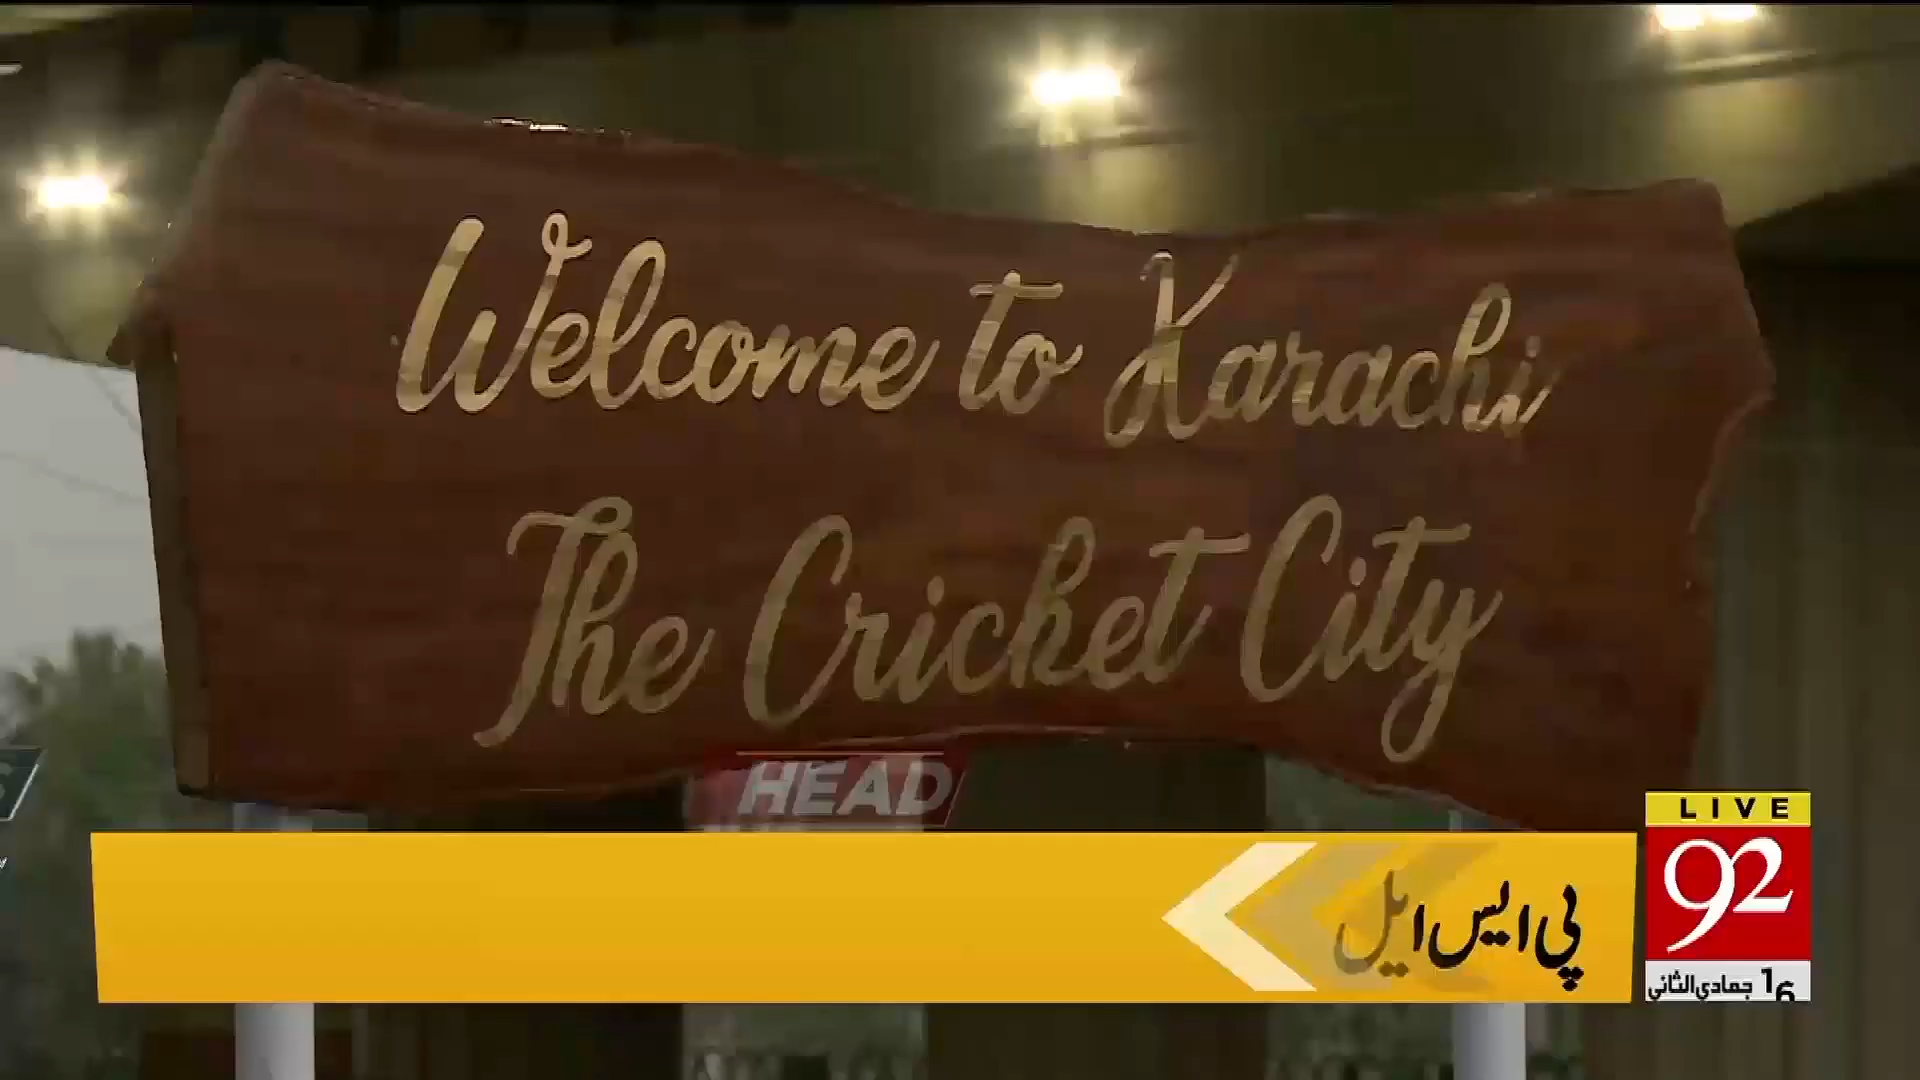 Welcome to Karachi
The Cricket City
HEAD
پی ایس ایل
LIVE
92
16 جمادی الثانی